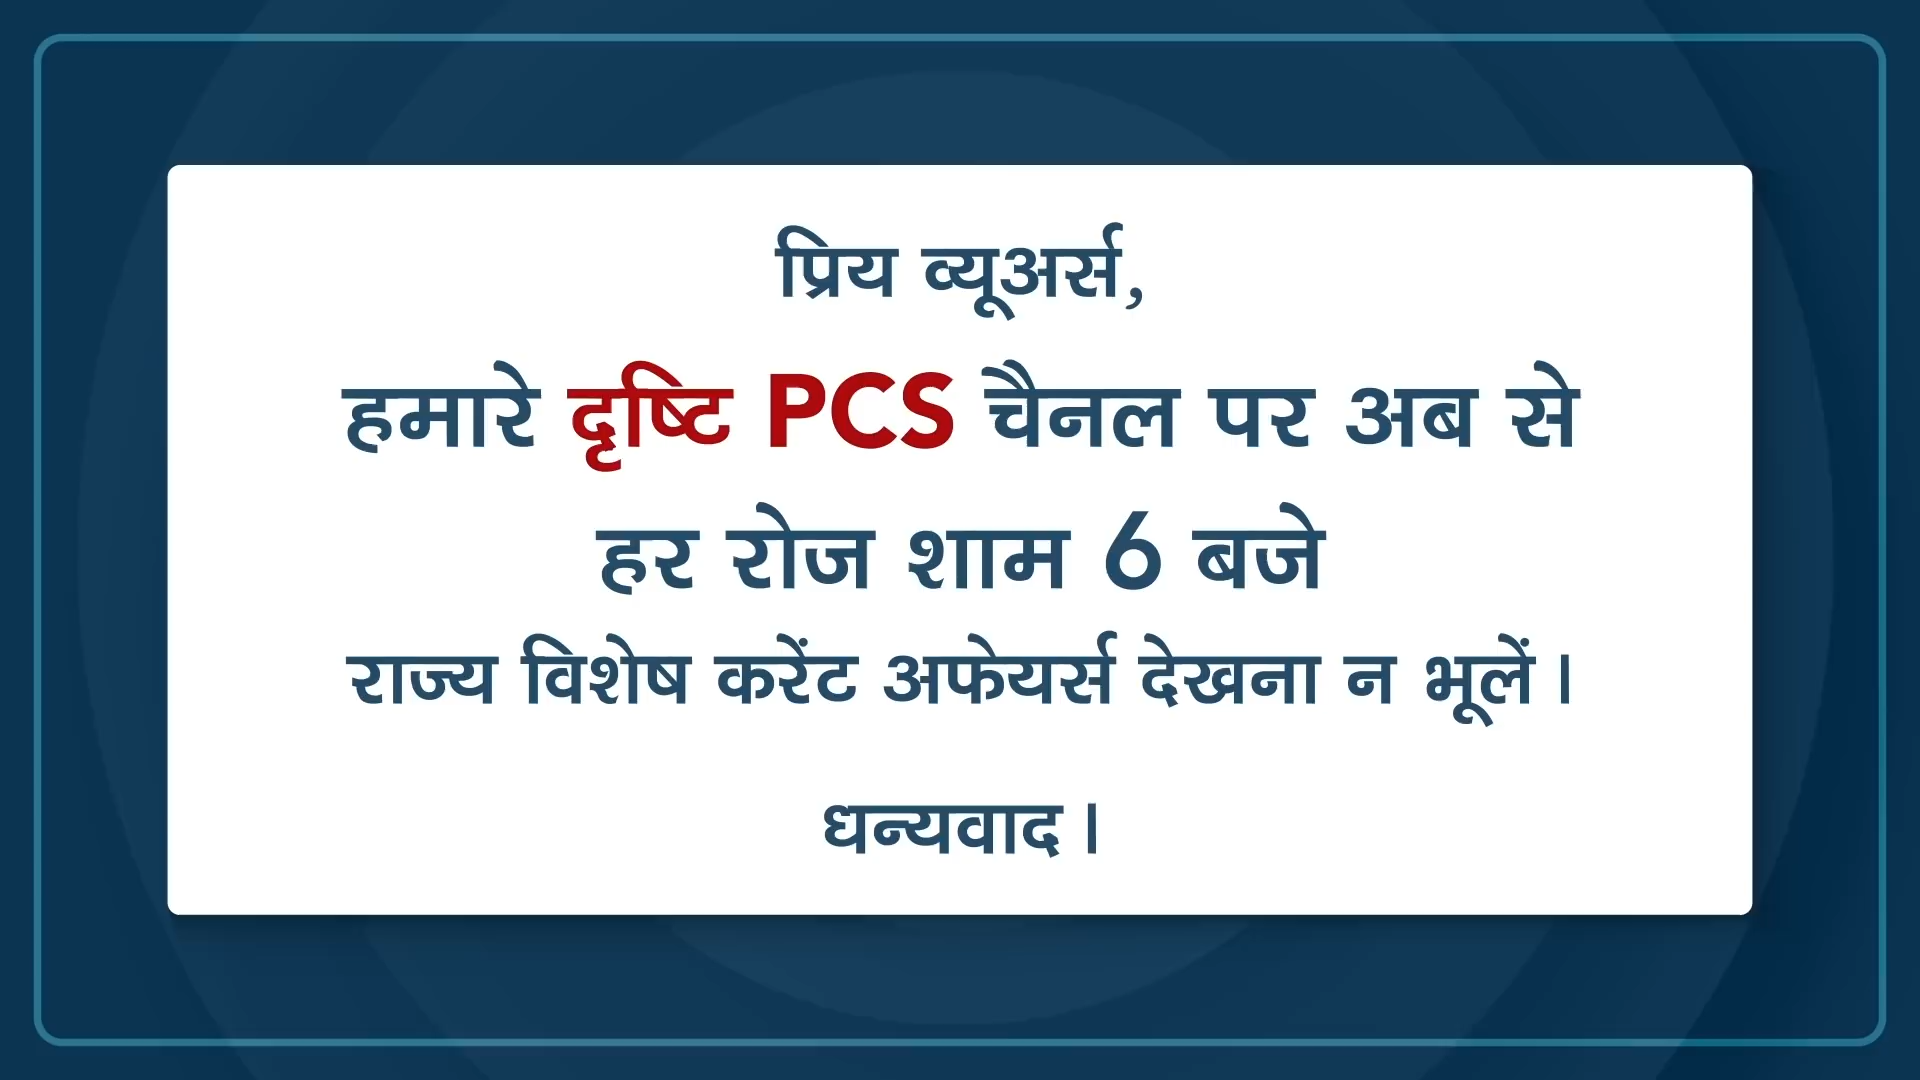 प्रिय व्यूअर्स,
हमारे दृष्टि PCS चैनल पर अब से
हर रोज शाम 6 बजे
राज्य विशेष करेंट अफेयर्स देखना न भूलें।
धन्यवाद।